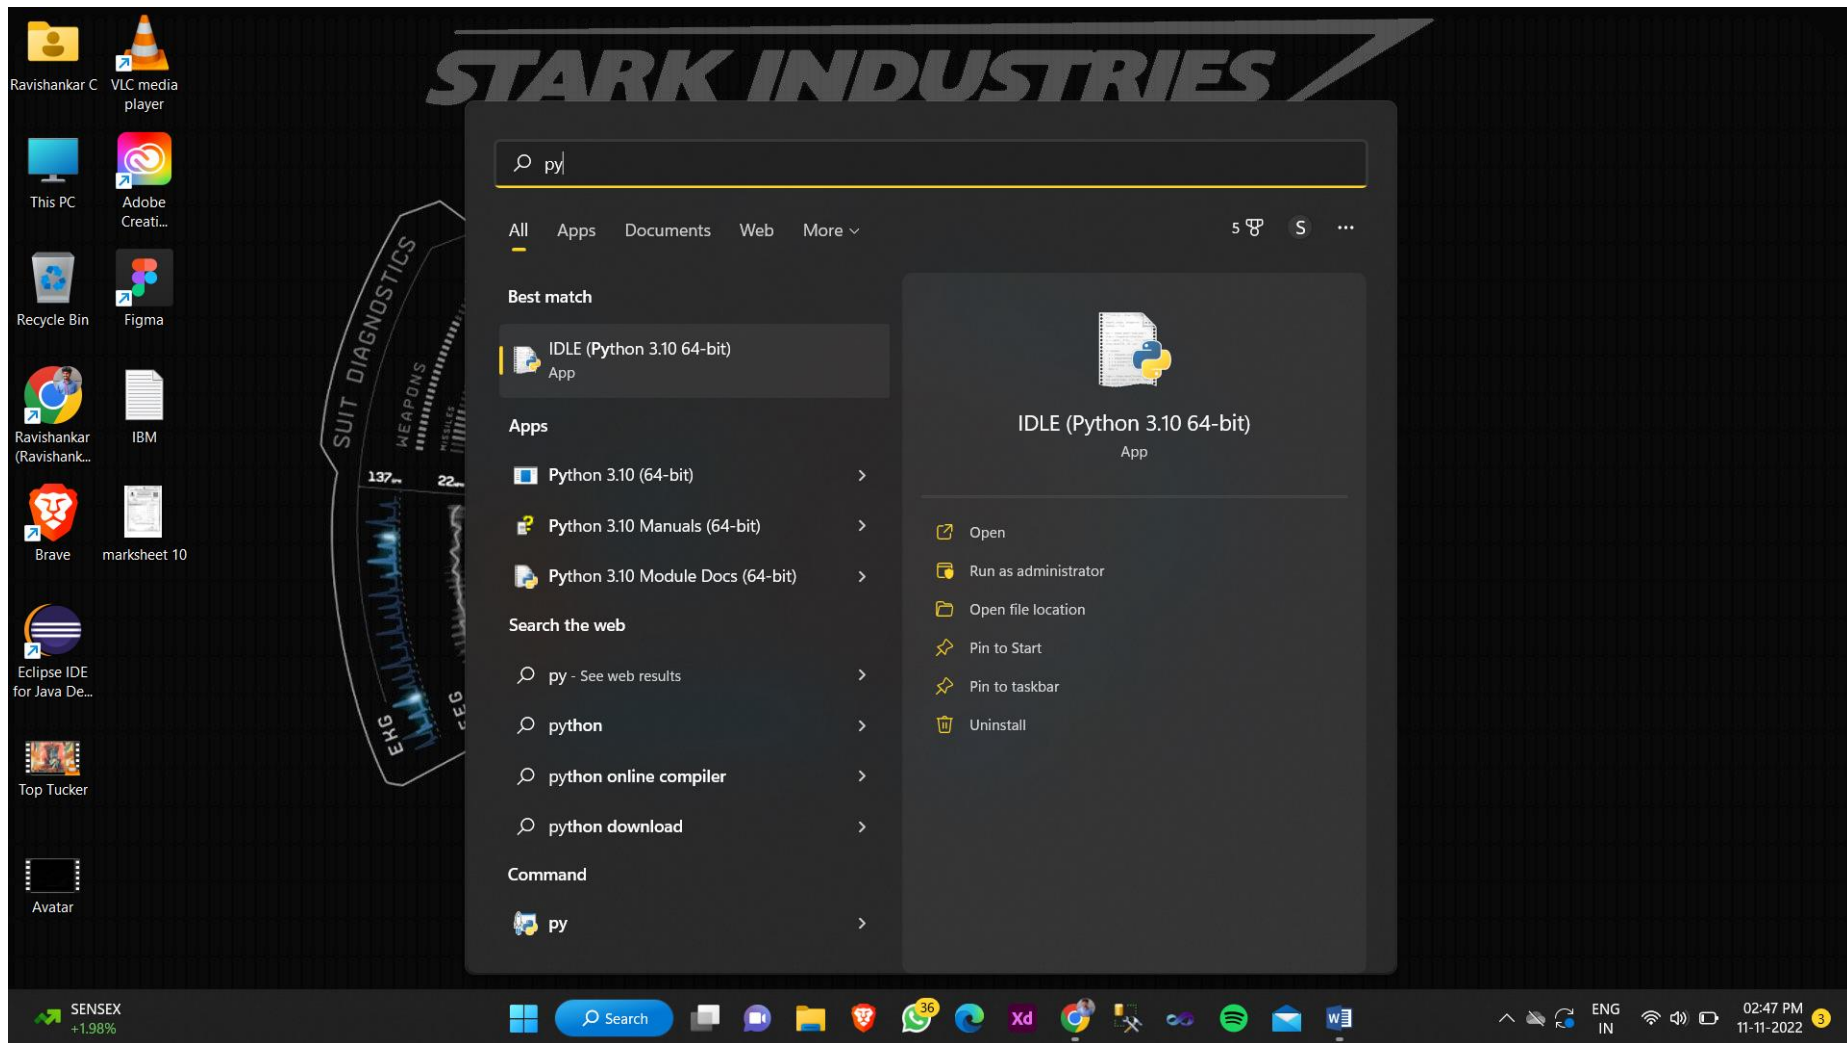 STARK INDUSTRIES
Ravishankar C
VLC media
player
This PC
Adobe
Creati...
Recycle Bin
Figma
Ravishankar
(Ravishank...
IBM
Brave
marksheet 10
Eclipse IDE
for Java De...
Top Tucker
Avatar
SUIT DIAGNOSTICS
WEAPONS
MISSILES
137
22
EKG
EEG
py
All
Apps
Documents
Web
More
5
S
...
Best match
IDLE (Python 3.10 64-bit)
App
Apps
Python 3.10 (64-bit)
Python 3.10 Manuals (64-bit)
Python 3.10 Module Docs (64-bit)
Search the web
py - See web results
python
python online compiler
python download
Command
py
IDLE (Python 3.10 64-bit)
App
Open
Run as administrator
Open file location
Pin to Start
Pin to taskbar
Uninstall
SENSEX
+1.98%
Search
36
Xd
W
ENG
IN
02:47 PM
11-11-2022
3